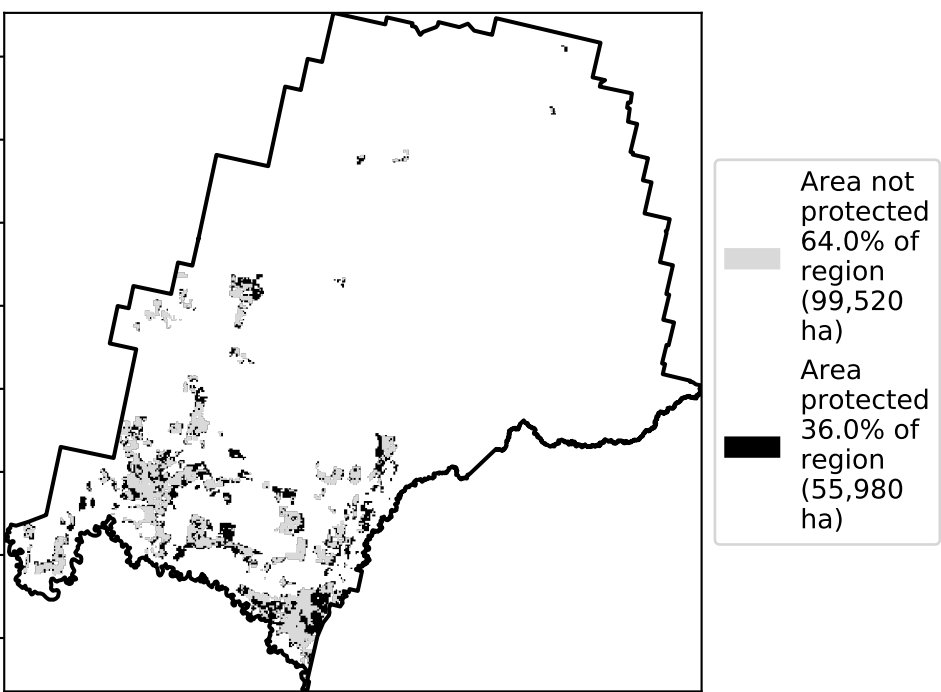 Area not
protected
64.0% of
region
(99,520
ha)
Area
protected
36.0% of
region
(55,980
ha)